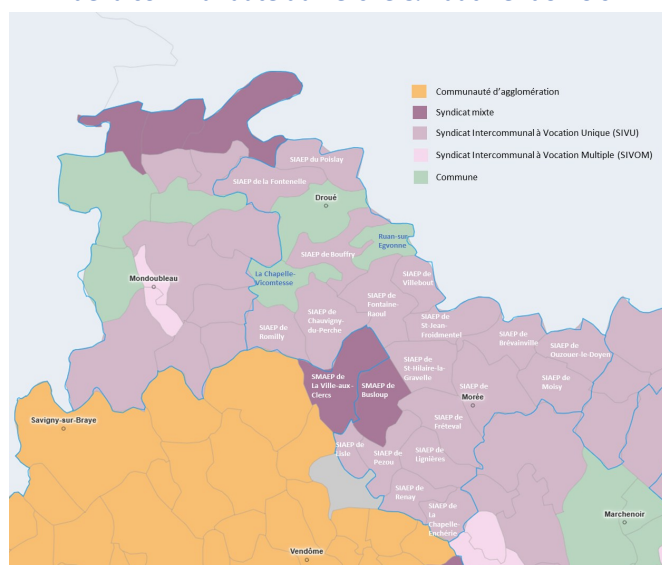 Communauté d'agglomération
Syndicat mixte
Syndicat Intercommunal à Vocation Unique (SIVU)
Syndicat Intercommunal à Vocation Multiple (SIVOM)
Commune
SIAEP du Poislay
SIAEP de la Fontenelle
Droué
Ruan-sur-
Egvonne
SIAEP de Bouffry
La Chapelle-
Vicomtesse
SIAEP de
Villebout
Mondoubleau
SIAEP de
Fontaine-
Raoul
SIAEP de
Chauvigny-
du-Perche
SIAEP de
Romilly
SIAEP de
St-Jean-
Froidmentel
SIAEP de
Brévainville
SIAEP de
Ouzouer-le-Doyen
SIAEP de
St-Hilaire-la-
Gravelle
SIAEP de
Moisy
SMAEP de
La Ville-aux-
Clercs
SMAEP de
Busloup
SIAEP de
Morée
Savigny-sur-Braye
SIAEP de
Fréteval
SIAEP de
Lisle
SIAEP de
Pezou
SIAEP de
Lignières
SIAEP de
Renay
SIAEP de
La
Chapelle-
Enchérie
Marchenoir
Vendôme